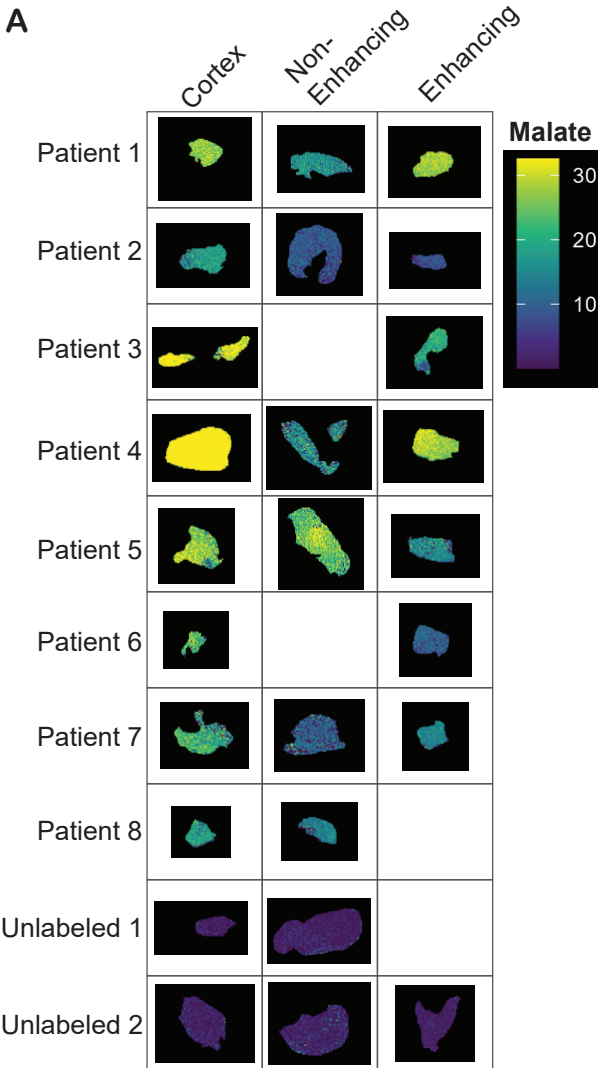 A
Cortex
Non-
Enhancing
Enhancing
Malate
30
20
10
Patient 1
Patient 2
Patient 3
Patient 4
Patient 5
Patient 6
Patient 7
Patient 8
Unlabeled 1
Unlabeled 2